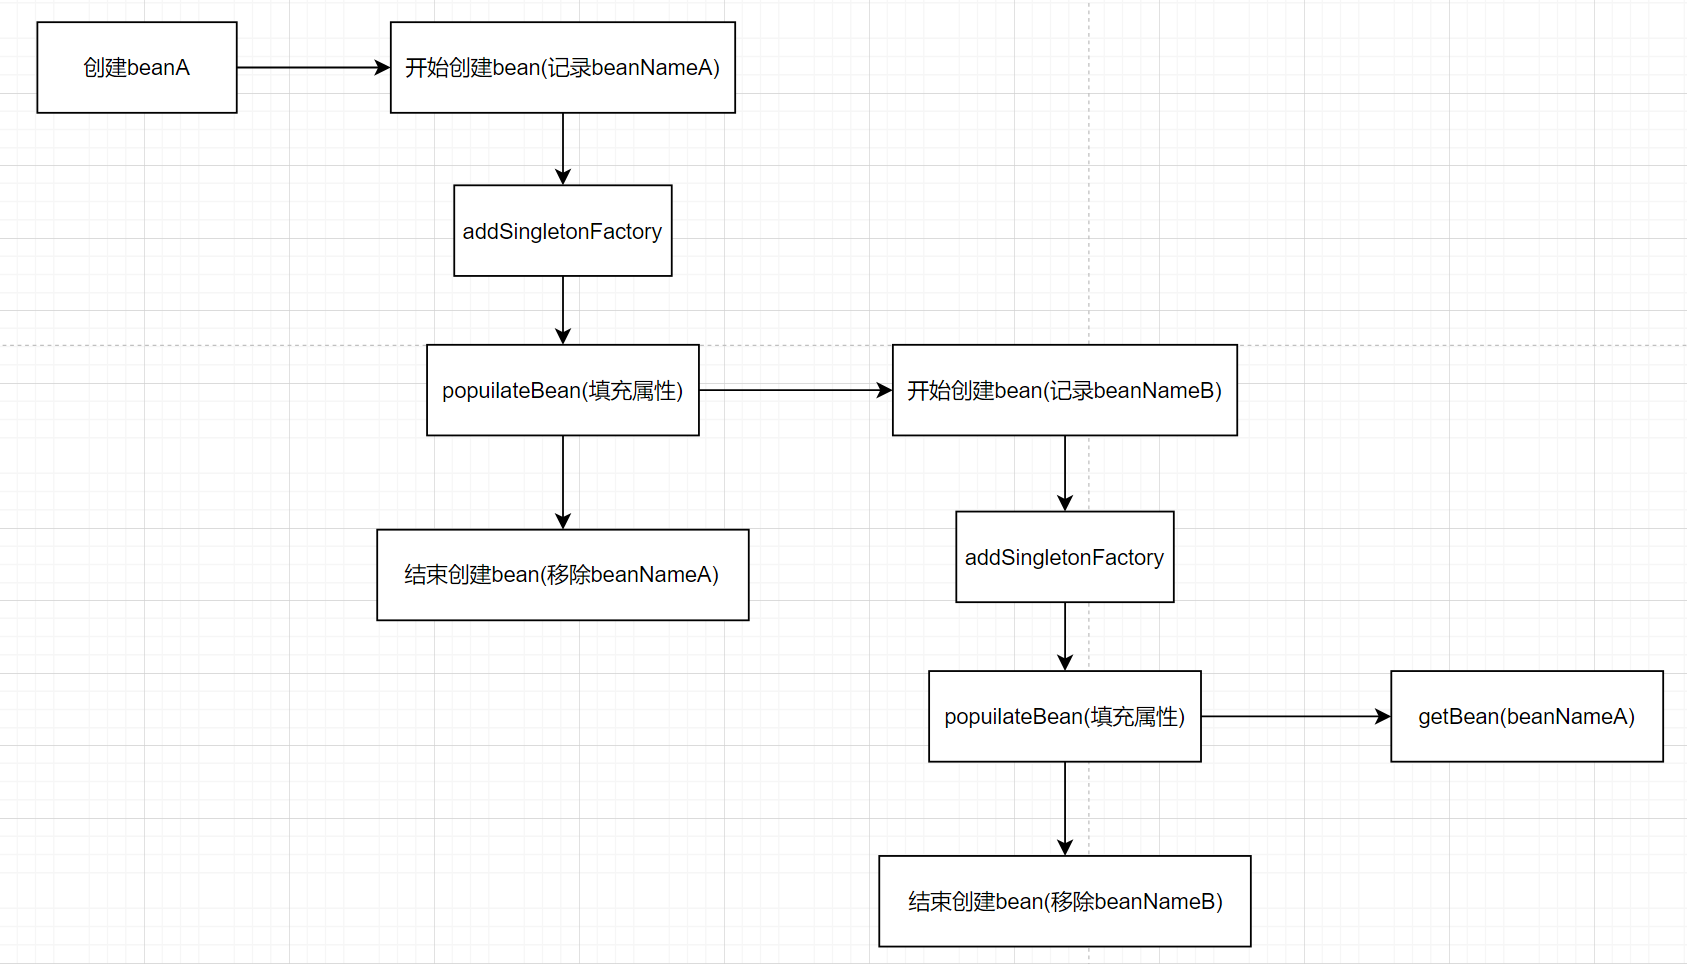 创建beanA
开始创建bean(记录beanNameA)
addSingletonFactory
popuilateBean(填充属性)
开始创建bean(记录beanNameB)
结束创建bean(移除beanNameA)
addSingletonFactory
popuilateBean(填充属性)
getBean(beanNameA)
结束创建bean(移除beanNameB)